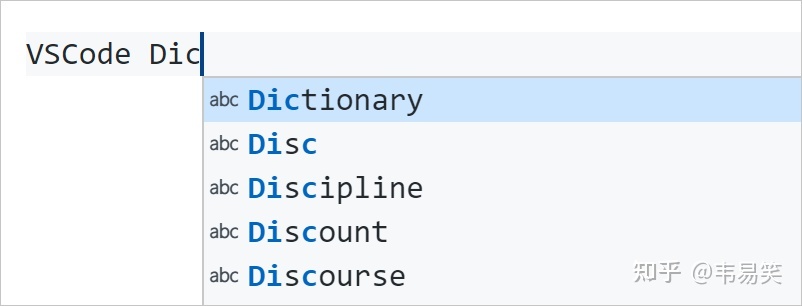 VSCode Dic
abc Dictionary
abc Disc
abc Discipline
abc Discount
abc Discourse
知乎 @韦易笑